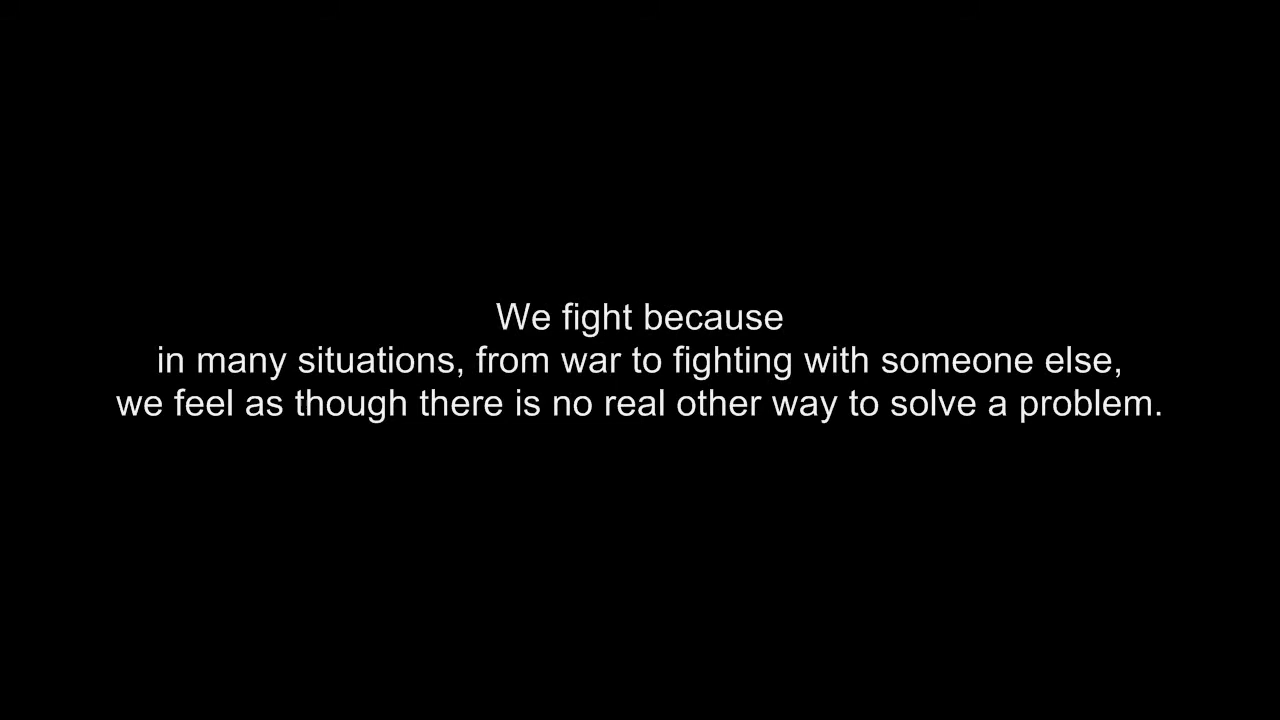 We fight because
in many situations, from war to fighting with someone else,
we feel as though there is no real other way to solve a problem.